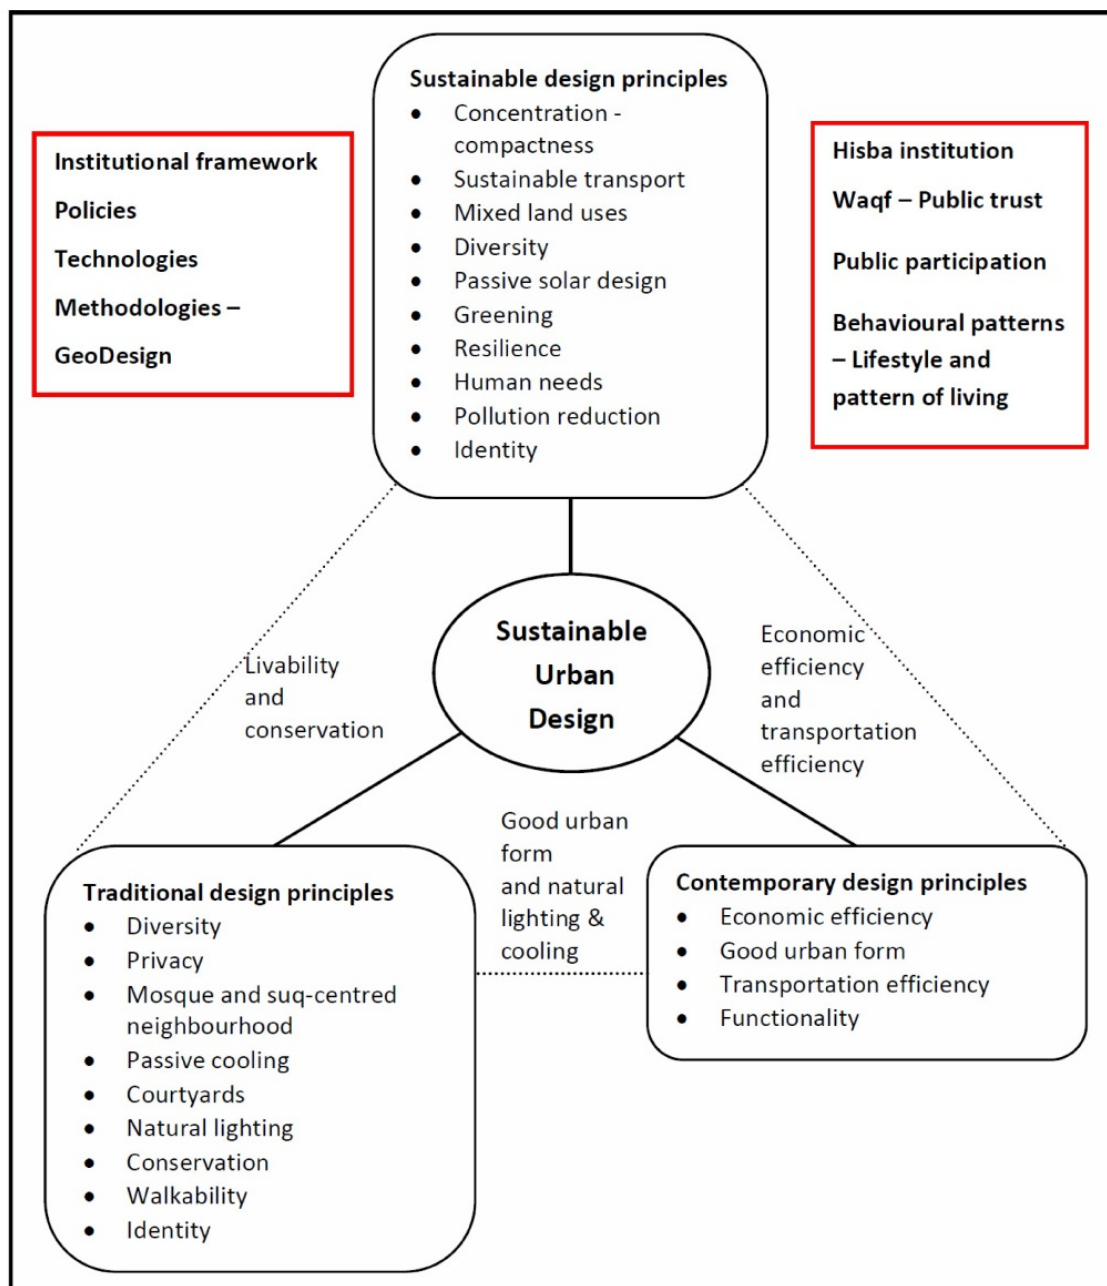 Sustainable design principles
● Concentration -
compactness
● Sustainable transport
● Mixed land uses
● Diversity
● Passive solar design
● Greening
● Resilience
● Human needs
● Pollution reduction
● Identity
Institutional framework
Policies
Technologies
Methodologies –
GeoDesign
Hisba institution
Waqf – Public trust
Public participation
Behavioural patterns
– Lifestyle and
pattern of living
Sustainable
Urban
Design
Livability
and
conservation
Economic
efficiency
and
transportation
efficiency
Good urban
form
and natural
lighting &
cooling
Traditional design principles
● Diversity
● Privacy
● Mosque and suq-centred
neighbourhood
● Passive cooling
● Courtyards
● Natural lighting
● Conservation
● Walkability
● Identity
Contemporary design principles
● Economic efficiency
● Good urban form
● Transportation efficiency
● Functionality